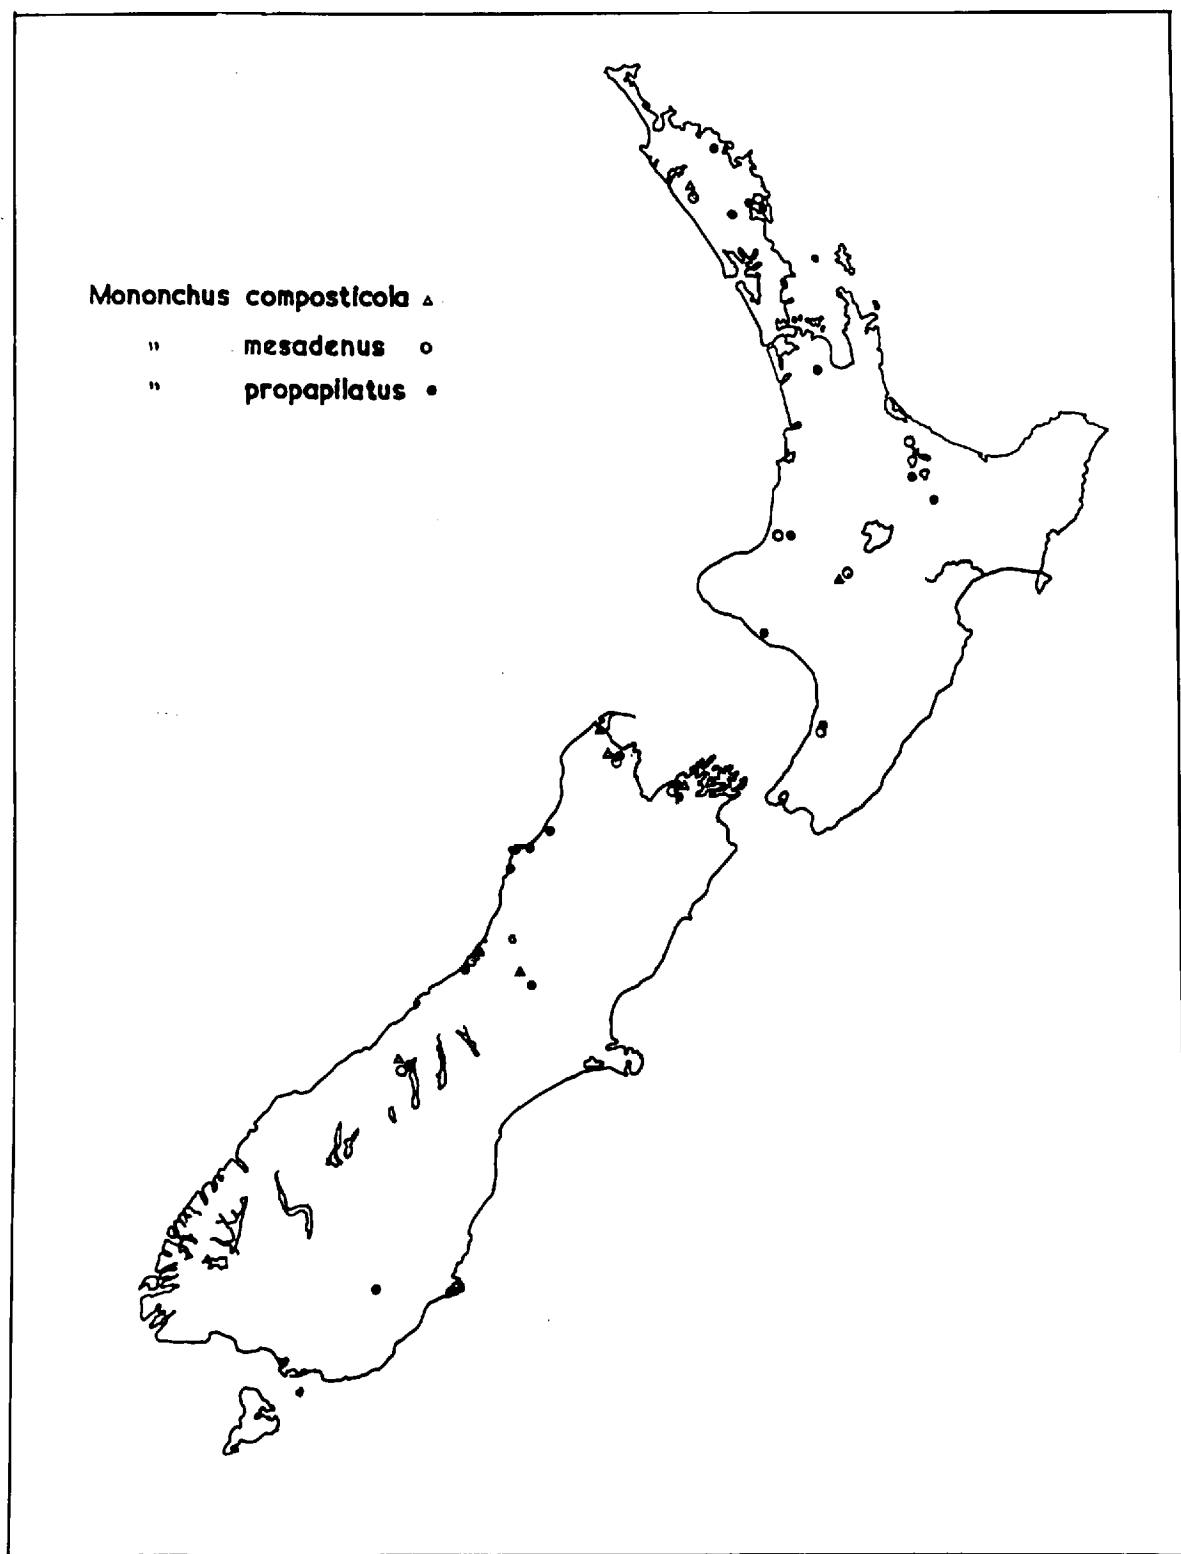 Mononchus composticola ▵
" mesadenus o
" propapilatus •